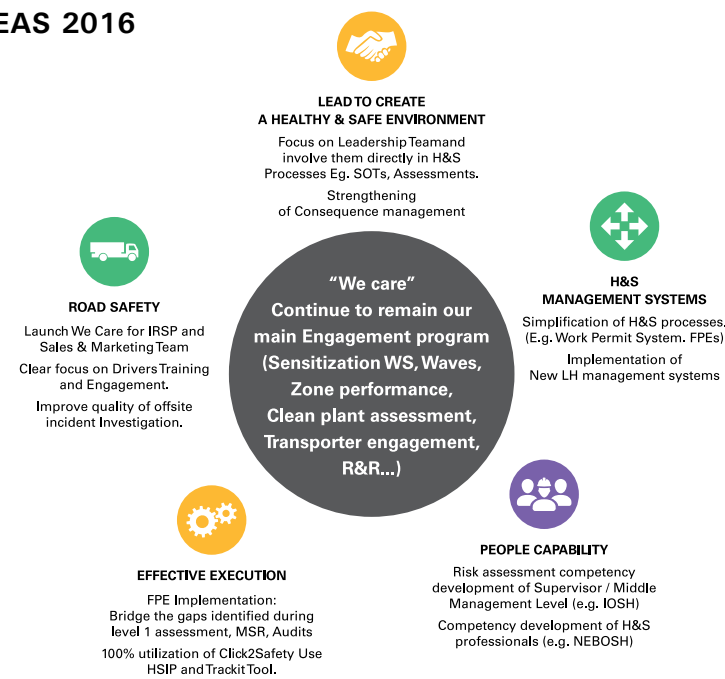 EAS 2016
LEAD TO CREATE
A HEALTHY & SAFE ENVIRONMENT
Focus on Leadership Teamand
involve them directly in H&S
Processes Eg. SOTs, Assessments.
Strengthening
of Consequence management
ROAD SAFETY
Launch We Care for IRSP and
Sales & Marketing Team
Clear focus on Drivers Training
and Engagement.
Improve quality of offsite
incident Investigation.
"We care"
Continue to remain our
main Engagement program
(Sensitization WS, Waves,
Zone performance,
Clean plant assessment,
Transporter engagement,
R&R...)
H&S
MANAGEMENT SYSTEMS
Simplification of H&S processes.
(E.g. Work Permit System. FPEs)
Implementation of
New LH management systems
EFFECTIVE EXECUTION
FPE Implementation:
Bridge the gaps identified during
level 1 assessment, MSR, Audits
100% utilization of Click2Safety Use
HSIP and Trackit Tool.
PEOPLE CAPABILITY
Risk assessment competency
development of Supervisor / Middle
Management Level (e.g. IOSH)
Competency development of H&S
professionals (e.g. NEBOSH)